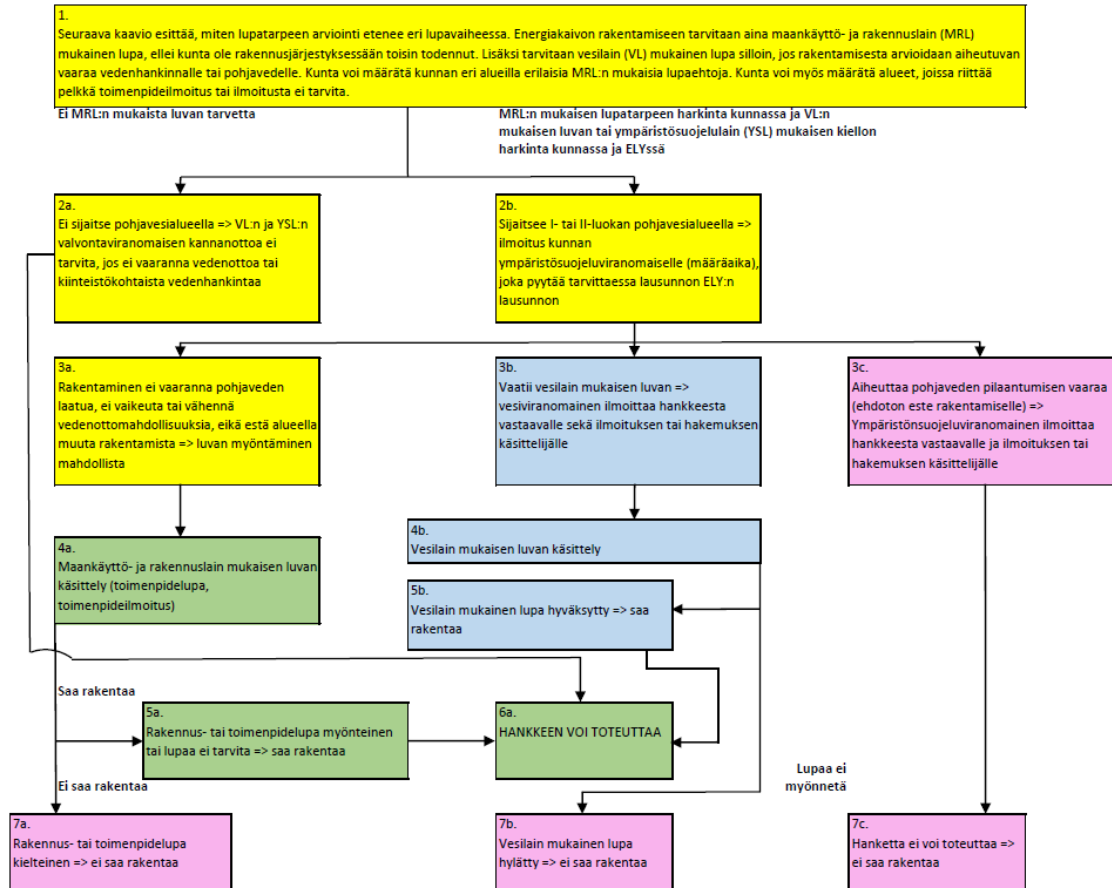 1.
Seuraava kaavio esittää, miten lupatarpeen arviointi etenee eri lupavaiheessa. Energiakaivon rakentamiseen tarvitaan aina maankäyttö- ja rakennuslain (MRL)
mukainen lupa, ellei kunta ole rakennusjärjestyksessään toisin todennut. Lisäksi tarvitaan vesilain (VL) mukainen lupa silloin, jos rakentamisesta arvioidaan aiheutuvan
vaaraa vedenhankinnalle tai pohjavedelle. Kunta voi määrätä kunnan eri alueilla erilaisia MRL:n mukaisia lupaehtoja. Kunta voi myös määrätä alueet, joissa riittää
pelkkä toimenpideilmoitus tai ilmoitusta ei tarvita.
Ei MRL:n mukaista luvan tarvetta
MRL:n mukaisen lupatarpeen harkinta kunnassa ja VL:n
mukaisen luvan tai ympäristösuojelulain (YSL) mukaisen kiellon
harkinta kunnassa ja ELYssä
2a.
Ei sijaitse pohjavesialueella => VL:n ja YSL:n
valvontaviranomaisen kannanottoa ei
tarvita, jos ei vaaranna vedenottoa tai
kiinteistökohtaista vedenhankintaa
2b.
Sijaitsee I- tai II-luokan pohjavesialueella =>
ilmoitus kunnan
ympäristösuojeluviranomaiselle (määräaika),
joka pyytää tarvittaessa lausunnon ELY:n
lausunnon
3a.
Rakentaminen ei vaaranna pohjaveden
laatua, ei vaikeuta tai vähennä
vedenottomahdollisuuksia, eikä estä alueella
muuta rakentamista => luvan myöntäminen
mahdollista
3b.
Vaatii vesilain mukaisen luvan =>
vesiviranomainen ilmoittaa hankkeesta
vastaavalle sekä ilmoituksen tai hakemuksen
käsittelijälle
3c.
Aiheuttaa pohjaveden pilaantumisen vaaraa
(ehdoton este rakentamiselle) =>
Ympäristönsuojeluviranomainen ilmoittaa
hankkeesta vastaavalle ja ilmoituksen tai
hakemuksen käsittelijälle
4a.
Maankäyttö- ja rakennuslain mukaisen luvan
käsittely (toimenpidelupa,
toimenpideilmoitus)
4b.
Vesilain mukaisen luvan käsittely
5b.
Vesilain mukainen lupa hyväksytty => saa
rakentaa
Saa rakentaa
5a.
Rakennus- tai toimenpidelupa myönteinen
tai lupaa ei tarvita => saa rakentaa
6a.
HANKKEEN VOI TOTEUTTAA
Ei saa rakentaa
Lupaa ei
myönnetä
7a.
Rakennus- tai toimenpidelupa
kielteinen => ei saa rakentaa
7b.
Vesilain mukainen lupa
hylätty => ei saa rakentaa
7c.
Hanketta ei voi toteuttaa =>
ei saa rakentaa